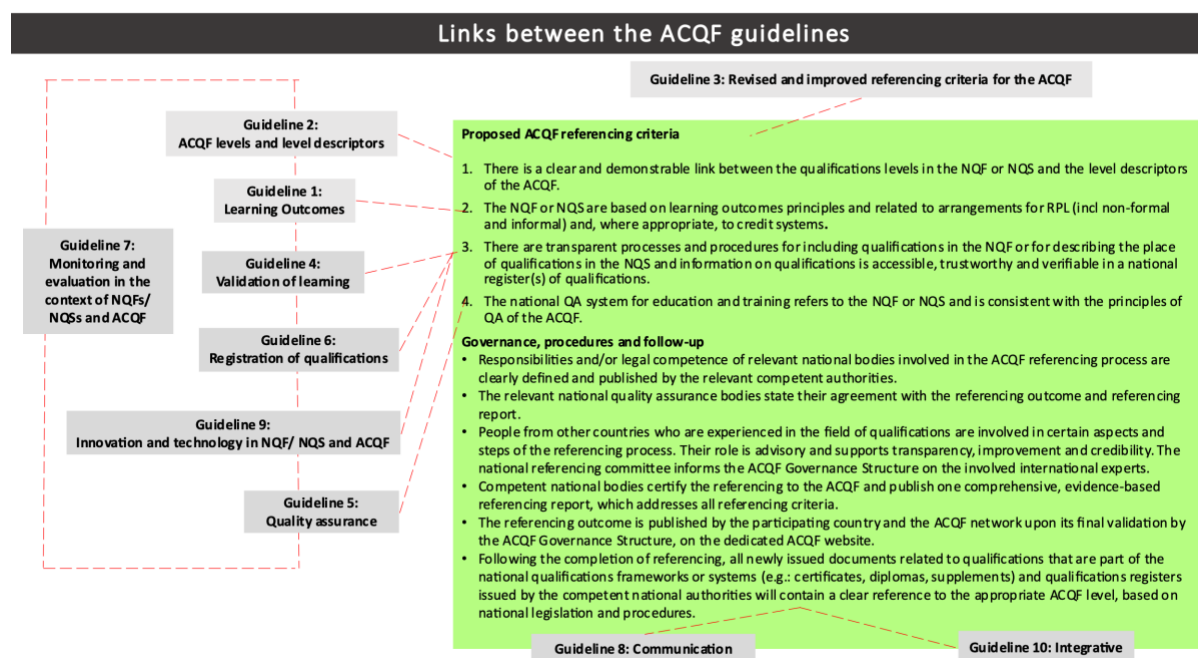 Links between the ACQF guidelines
Guideline 3: Revised and improved referencing criteria for the ACQF
Guideline 2:
ACQF levels and level descriptors
Guideline 1:
Learning Outcomes
Guideline 7:
Monitoring and
evaluation in the
context of NQFs/
NQSs and ACQF
Guideline 4:
Validation of learning
Guideline 6:
Registration of qualifications
Guideline 9:
Innovation and technology in NQF/ NQS and ACQF
Guideline 5:
Quality assurance
Proposed ACQF referencing criteria
1. There is a clear and demonstrable link between the qualifications levels in the NQF or NQS and the level descriptors
of the ACQF.
2. The NQF or NQS are based on learning outcomes principles and related to arrangements for RPL (incl non-formal
and informal) and, where appropriate, to credit systems.
3. There are transparent processes and procedures for including qualifications in the NQF or for describing the place
of qualifications in the NQS and information on qualifications is accessible, trustworthy and verifiable in a national
register(s) of qualifications.
4. The national QA system for education and training refers to the NQF or NQS and is consistent with the principles of
QA of the ACQF.
Governance, procedures and follow-up
• Responsibilities and/or legal competence of relevant national bodies involved in the ACQF referencing process are
clearly defined and published by the relevant competent authorities.
• The relevant national quality assurance bodies state their agreement with the referencing outcome and referencing
report.
• People from other countries who are experienced in the field of qualifications are involved in certain aspects and
steps of the referencing process. Their role is advisory and supports transparency, improvement and credibility. The
national referencing committee informs the ACQF Governance Structure on the involved international experts.
• Competent national bodies certify the referencing to the ACQF and publish one comprehensive, evidence-based
referencing report, which addresses all referencing criteria.
• The referencing outcome is published by the participating country and the ACQF network upon its final validation by
the ACQF Governance Structure, on the dedicated ACQF website.
• Following the completion of referencing, all newly issued documents related to qualifications that are part of the
national qualifications frameworks or systems (e.g.: certificates, diplomas, supplements) and qualifications registers
issued by the competent national authorities will contain a clear reference to the appropriate ACQF level, based on
national legislation and procedures.
Guideline 8: Communication
Guideline 10: Integrative